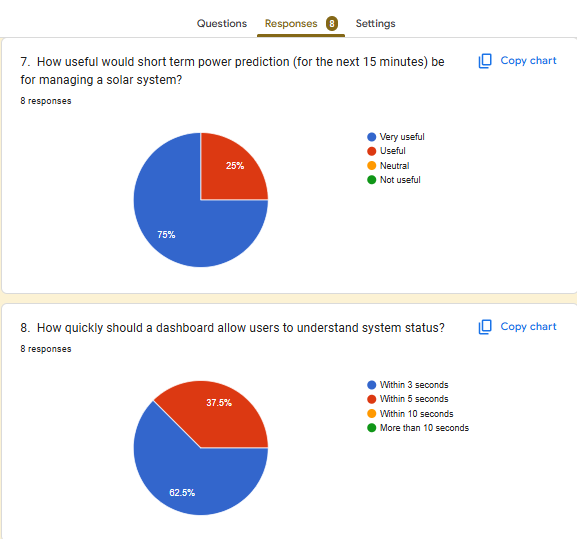 Questions Responses 8 Settings
7. How useful would short term power prediction (for the next 15 minutes) be
for managing a solar system?
Copy chart
8 responses
25%
75%
Very useful
Useful
Neutral
Not useful
8. How quickly should a dashboard allow users to understand system status?
Copy chart
8 responses
37.5%
62.5%
Within 3 seconds
Within 5 seconds
Within 10 seconds
More than 10 seconds